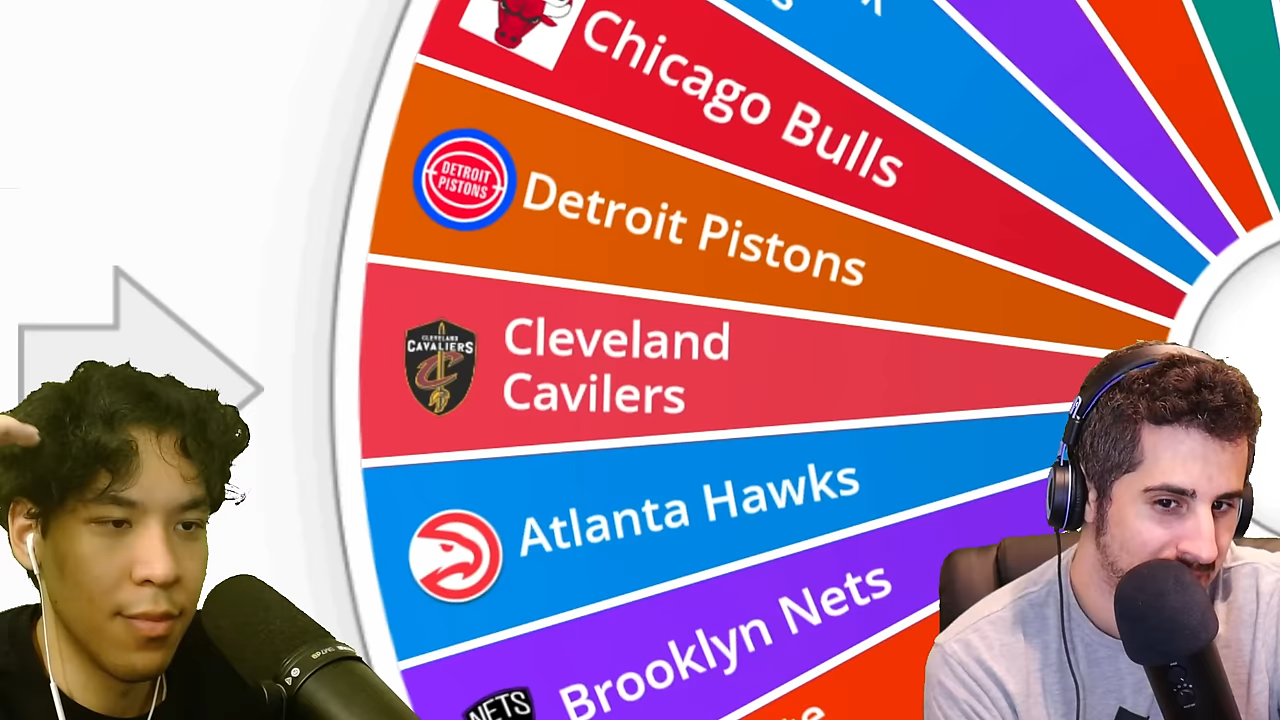 Chicago Bulls
DETROIT
PISTONS
Detroit Pistons
CLEVELAND
CAVALIERS
Cleveland
Cavilers
Atlanta Hawks
NETS
Brooklyn Nets